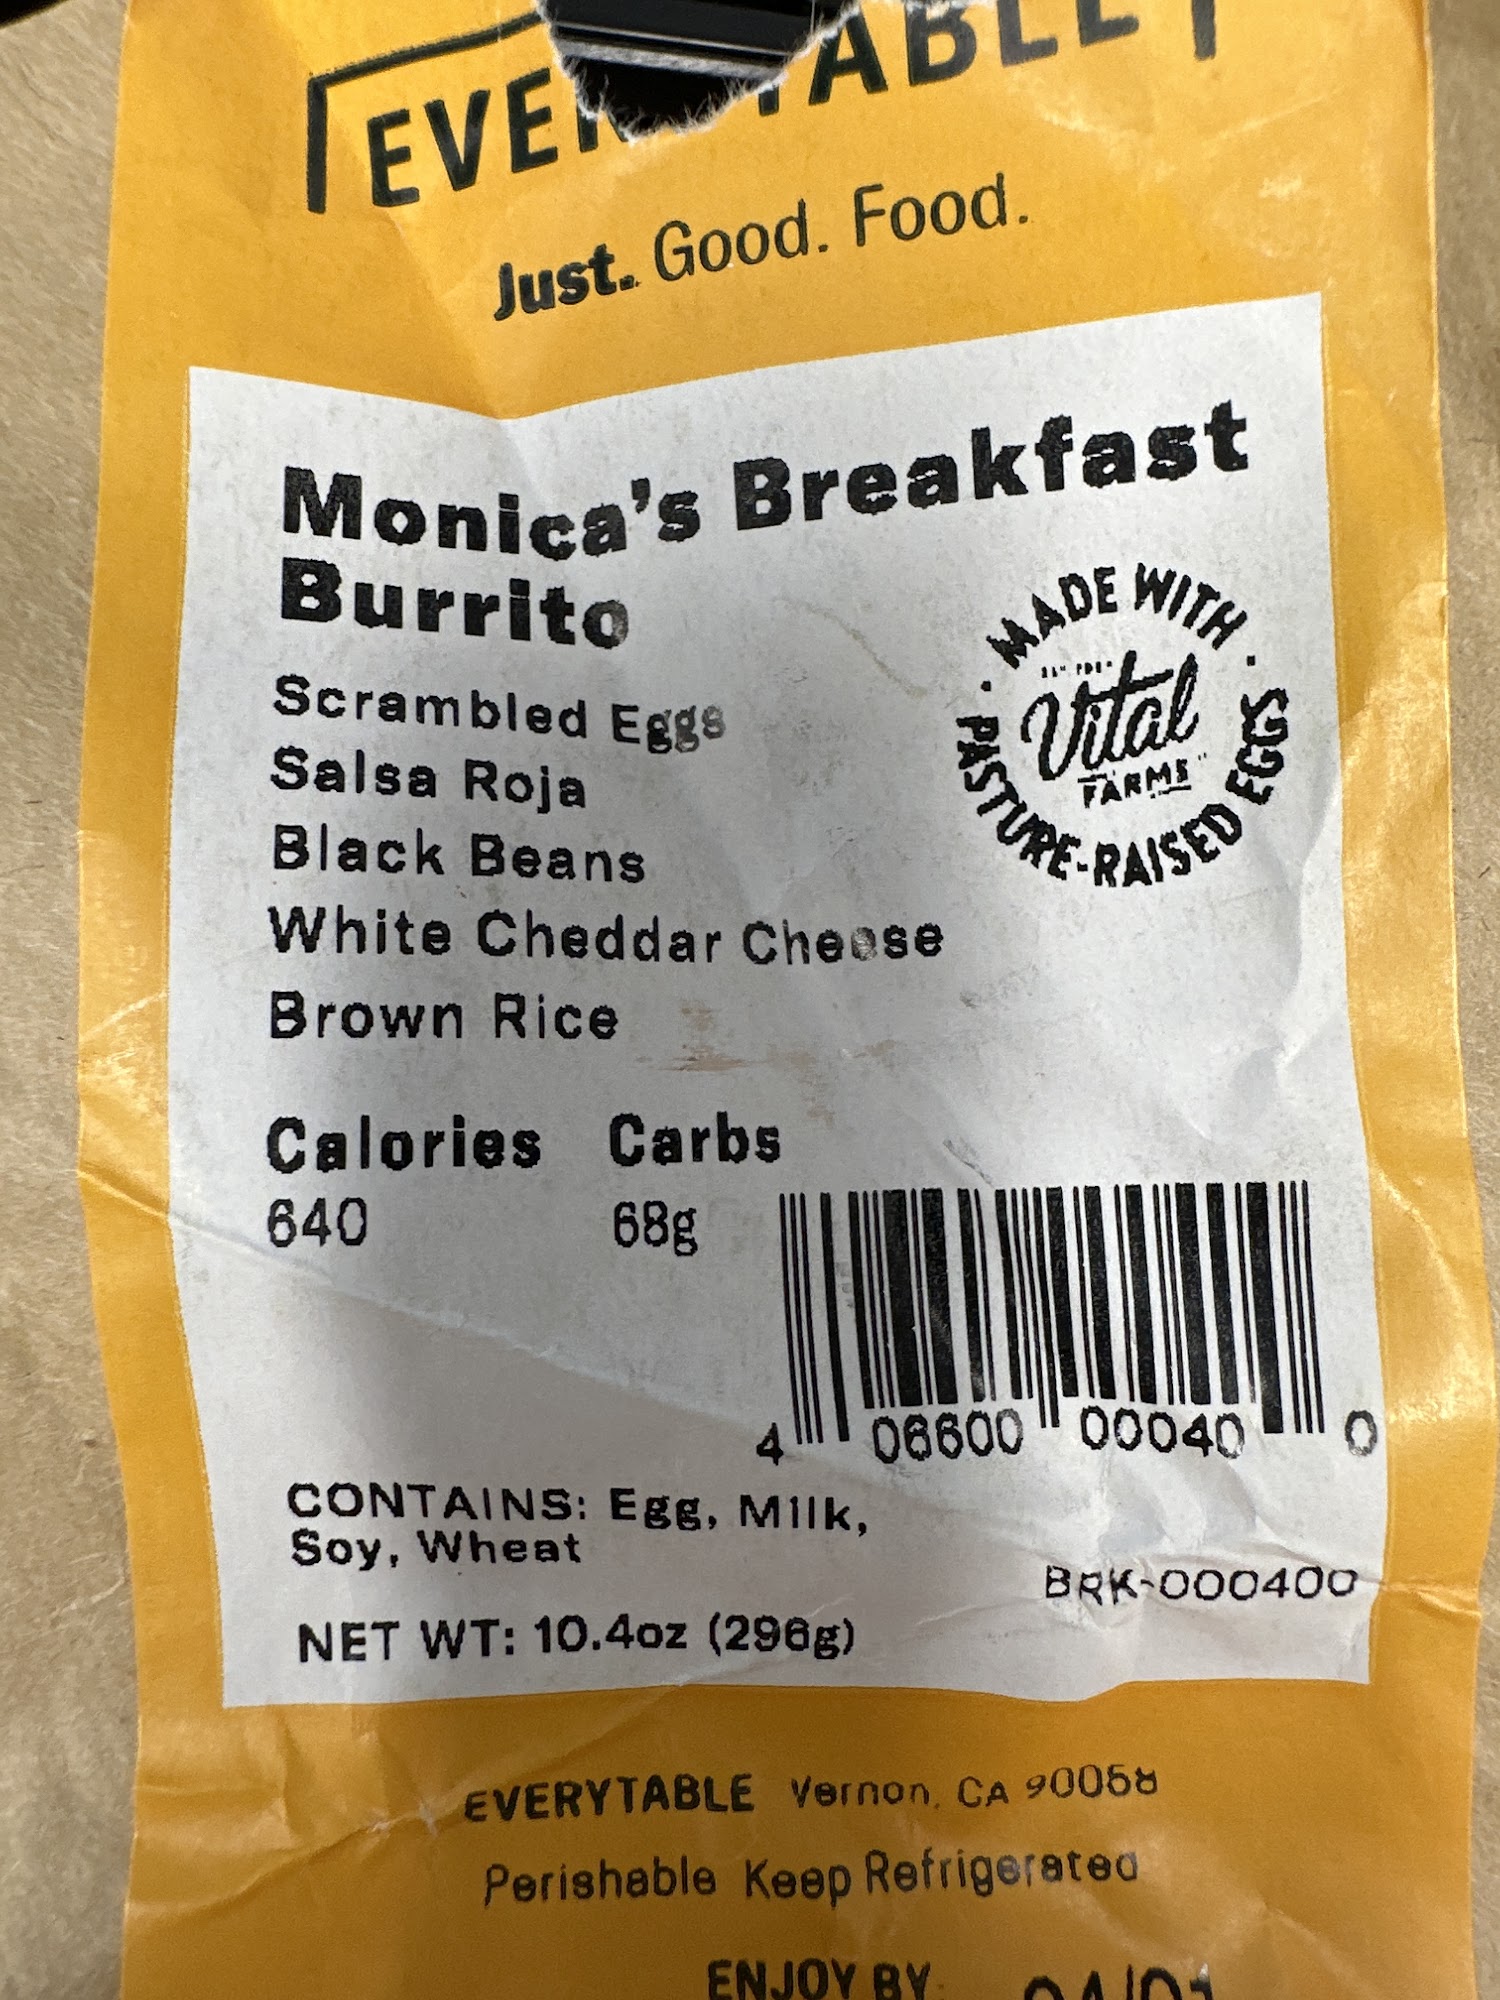 EVERYTABLE
Just. Good. Food.
Monica's Breakfast
Burrito
Scrambled Eggs
Salsa Roja
Black Beans
White Cheddar Cheese
Brown Rice
MADE WITH
Vital
FARMS
PASTURE-RAISED EGGS
Calories Carbs
640 68g
4 06600 00040 0
CONTAINS: Egg, Milk,
Soy, Wheat
BRK-000400
NET WT: 10.4oz (296g)
EVERYTABLE Vernon, CA 90058
Perishable Keep Refrigerated
ENJOY BY